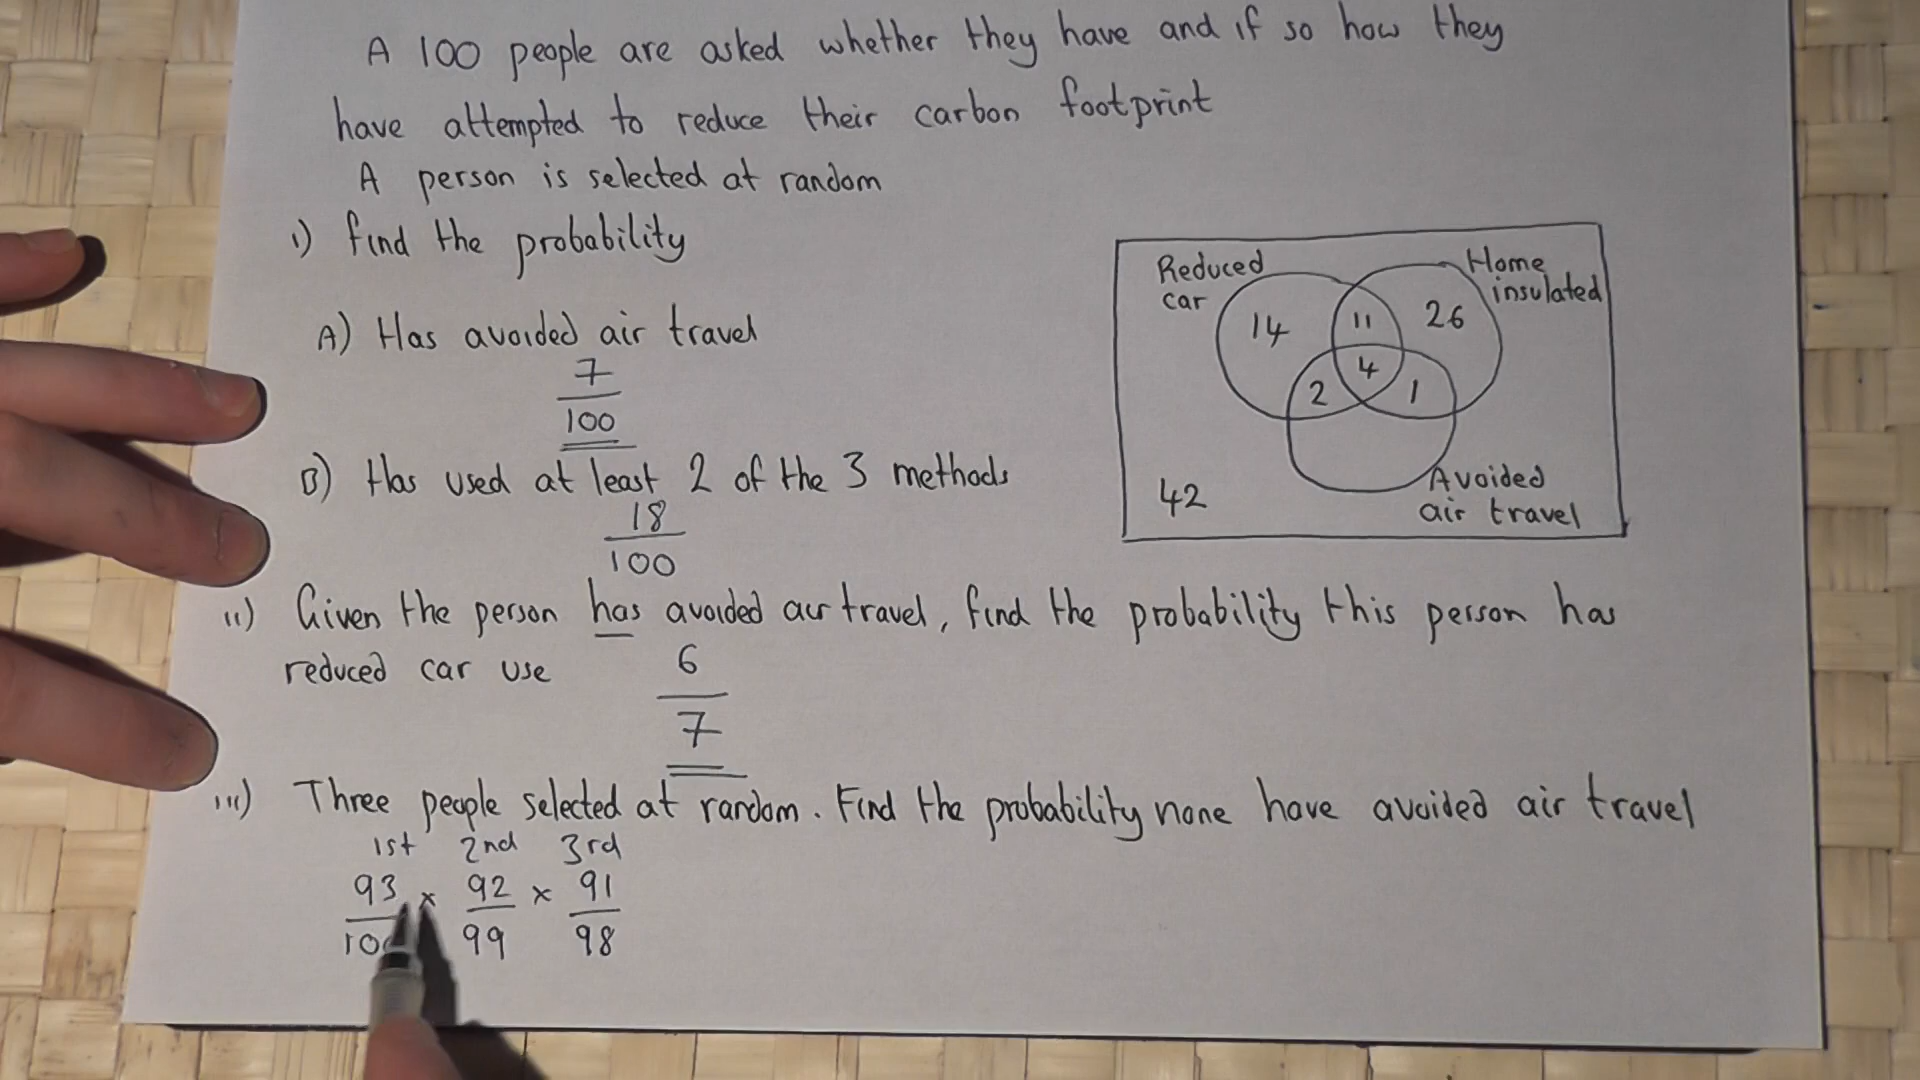 A 100 people are asked whether they have and if so how they
have attempted to reduce their carbon footprint
A person is selected at random
i) find the probability
A) Has avoided air travel
7
100
B) Has used at least 2 of the 3 methods
18
100
ii) Given the person has avoided air travel, find the probability this person has
reduced car use
6
7
iii) Three people selected at random. Find the probability none have avoided air travel
1st 2nd 3rd
93 x 92 x 91
99 98
Reduced
car
Home
insulated
14 11 26
4
2 1
42
Avoided
air travel